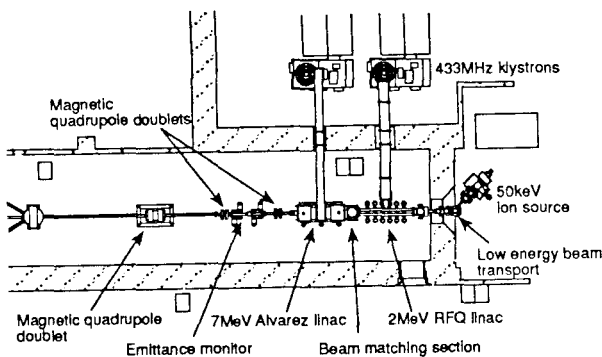 433MHz klystrons
Magnetic
quadrupole doublets
50keV
ion source
Low energy beam
transport
Magnetic quadrupole
doublet
7MeV Alvarez linac
2MeV RFQ linac
Emittance monitor
Beam matching section